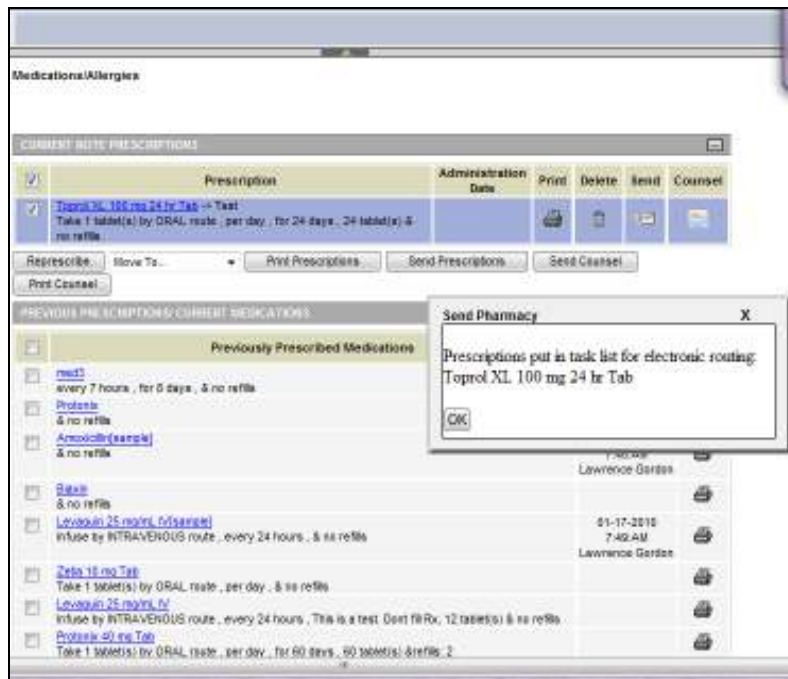 Medications/Allergies
CURRENT NOTE PRESCRIPTIONS
Prescription Administration Date Print Delete Send Counsel
Toprol XL 100 mg 24 hr Tab -> Test
Take 1 tablet(s) by ORAL route , per day , for 24 days , 24 tablet(s) &
no refills
Represcribe Move To... Print Prescriptions Send Prescriptions Send Counsel
Print Counsel
PREVIOUS PRESCRIPTIONS/ CURRENT MEDICATIONS
Send Pharmacy X
Prescriptions put in task list for electronic routing:
Toprol XL 100 mg 24 hr Tab
OK
Previously Prescribed Medications
med3
every 7 hours , for 8 days , & no refills
Protonix
& no refills
Amoxicillin[sample]
& no refills
7:49 AM
Lawrence Gordon
Biaxin
& no refills
Levaquin 25 mg/mL IV[sample]
infuse by INTRAVENOUS route , every 24 hours , & no refills
01-17-2010
7:49 AM
Lawrence Gordon
Zetia 10 mg Tab
Take 1 tablet(s) by ORAL route , per day , & no refills
Levaquin 25 mg/mL IV
infuse by INTRAVENOUS route , every 24 hours , This is a test. Dont fill Rx, 12 tablet(s) & no refills
Protonix 40 mg Tab
Take 1 tablet(s) by ORAL route , per day , for 60 days , 60 tablet(s) &refills: 2